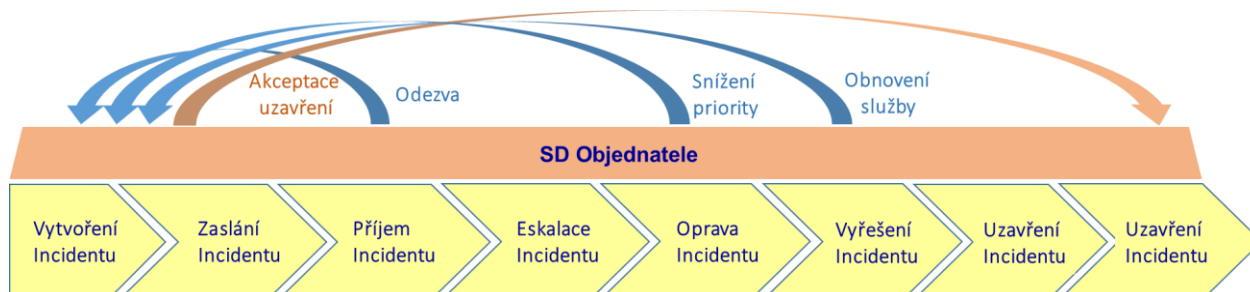 Akceptace
uzavření
Odezva
Snížení
priority
Obnovení
služby
SD Objednatele
Vytvoření
Incidentu
Zaslání
Incidentu
Příjem
Incidentu
Eskalace
Incidentu
Oprava
Incidentu
Vyřešení
Incidentu
Uzavření
Incidentu
Uzavření
Incidentu